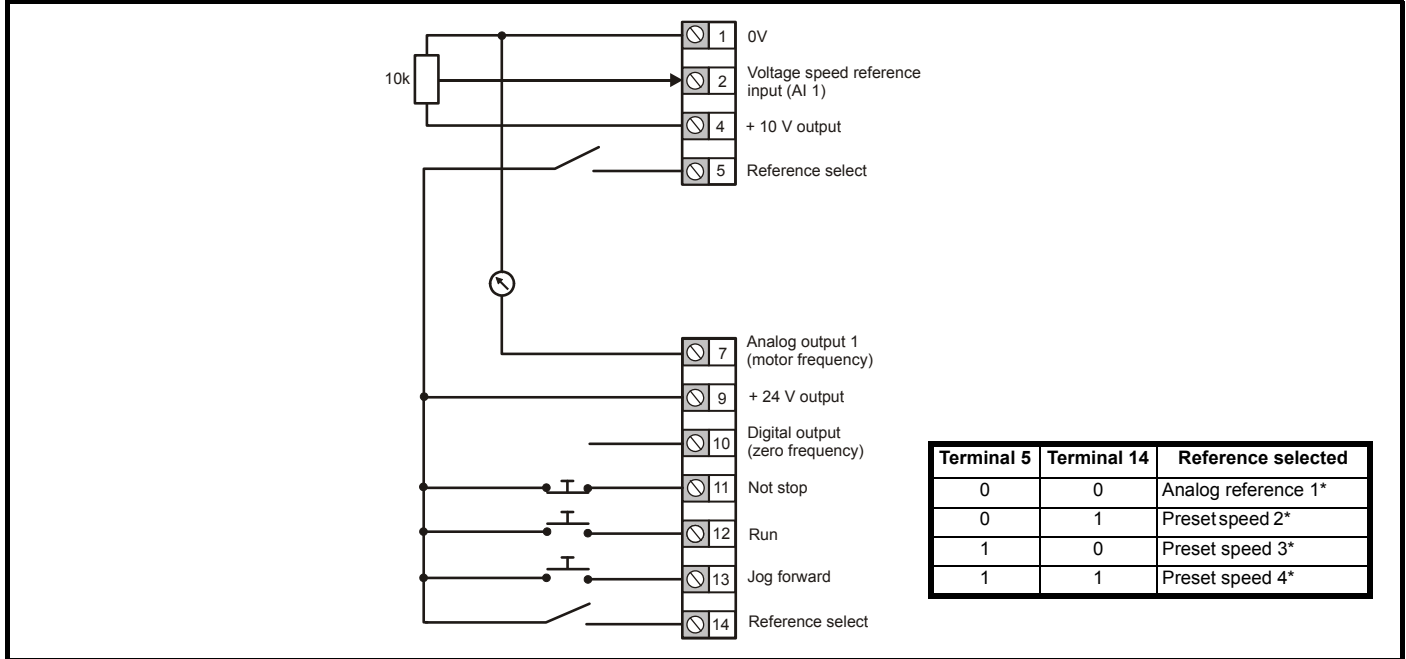 10k
1 0V
2 Voltage speed reference
input (AI 1)
4 + 10 V output
5 Reference select
7 Analog output 1
(motor frequency)
9 + 24 V output
10 Digital output
(zero frequency)
11 Not stop
12 Run
13 Jog forward
14 Reference select
Terminal 5 Terminal 14 Reference selected
0 0 Analog reference 1*
0 1 Preset speed 2*
1 0 Preset speed 3*
1 1 Preset speed 4*